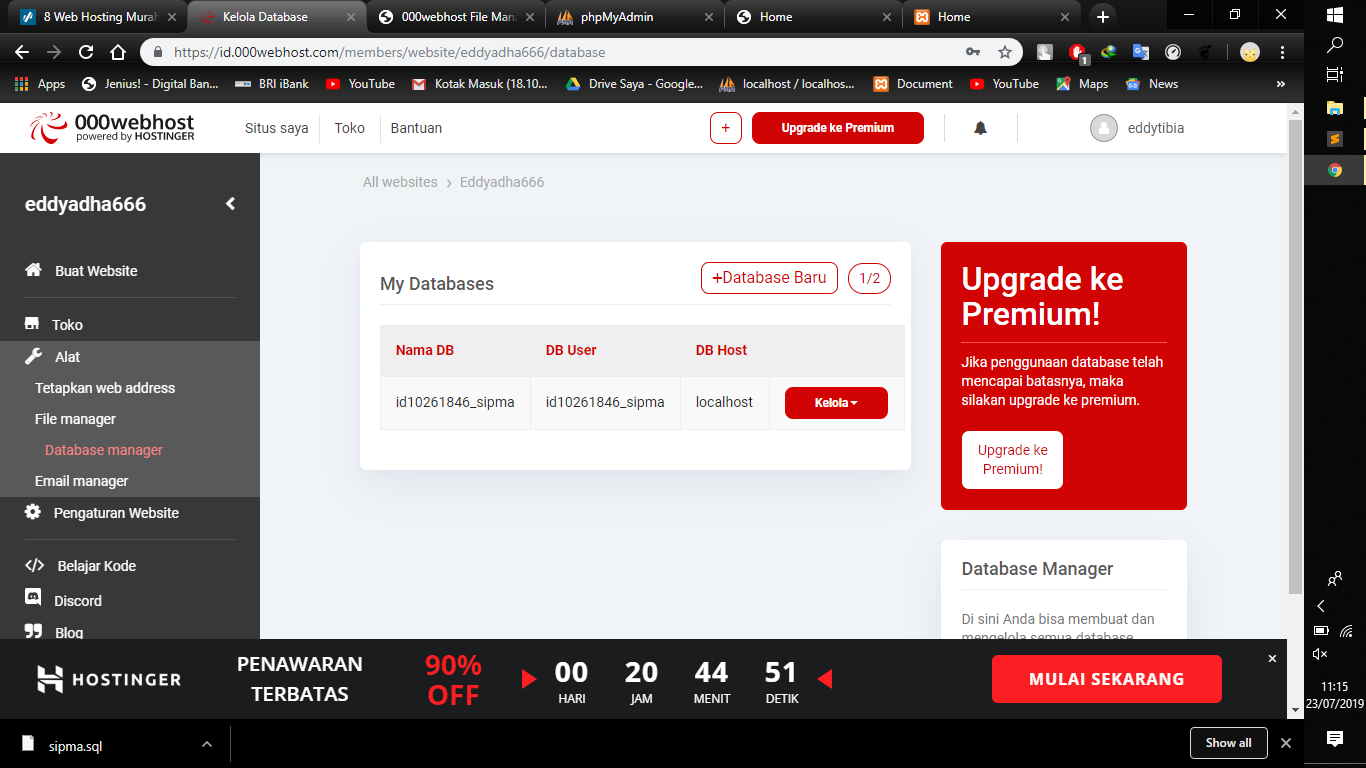 8 Web Hosting Murah
Kelola Database
000webhost File Man
phpMyAdmin
Home
Home
https://id.000webhost.com/members/website/eddyadha666/database
1
Apps
Jenius! - Digital Ban...
BRI iBank
YouTube
Kotak Masuk (18.10...
Drive Saya - Google...
localhost / localhos...
Document
YouTube
Maps
News
»
000webhost
powered by HOSTINGER
Situs saya
Toko
Bantuan
+
Upgrade ke Premium
eddytibia
eddyadha666
Buat Website
Toko
Alat
Tetapkan web address
File manager
Database manager
Email manager
Pengaturan Website
Belajar Kode
Discord
Blog
All websites › Eddyadha666
My Databases
+Database Baru
1/2
Nama DB DB User DB Host
id10261846_sipma id10261846_sipma localhost Kelola
Upgrade ke
Premium!
Jika penggunaan database telah
mencapai batasnya, maka
silakan upgrade ke premium.
Upgrade ke
Premium!
Database Manager
Di sini Anda bisa membuat dan
mengelola semua database
HOSTINGER
PENAWARAN
TERBATAS
90%
OFF
00 20 44 51
HARI JAM MENIT DETIK
MULAI SEKARANG
sipma.sql
Show all
11:15
23/07/2019